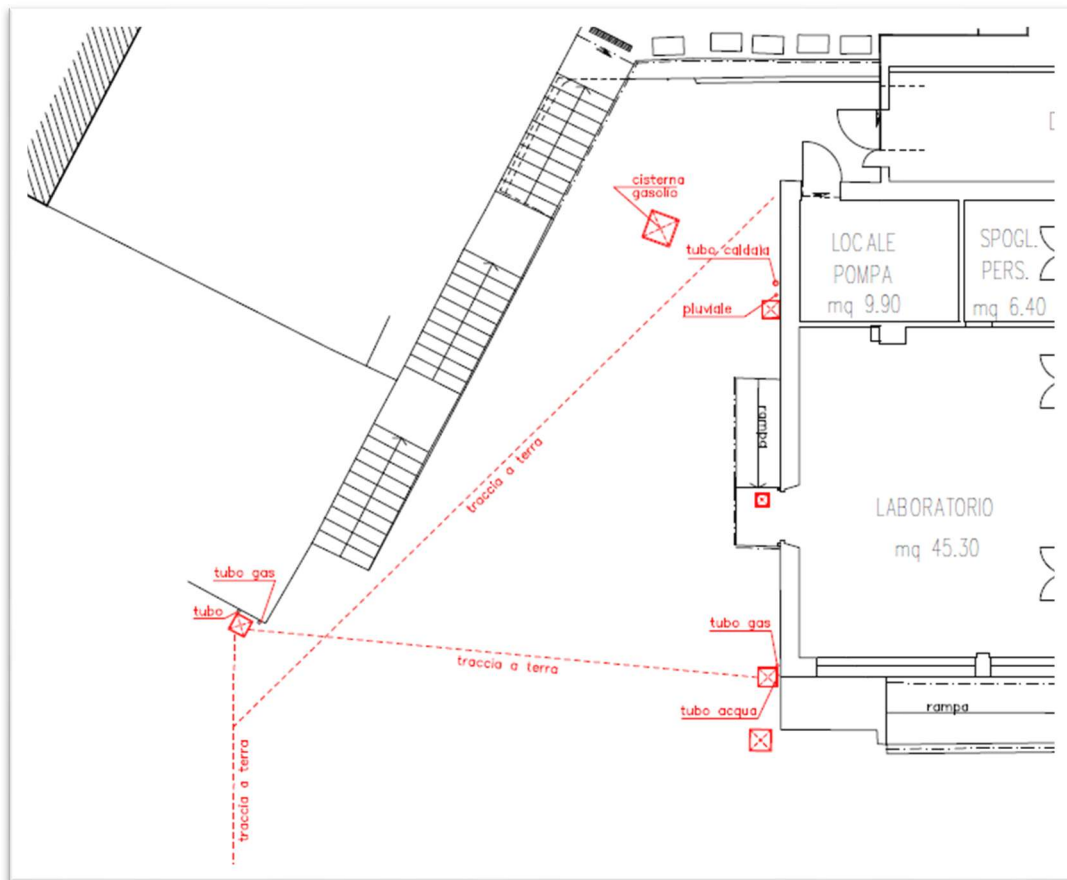 cisterna
gasolio
D
tubo caldaia
LOCALE
POMPA
mq 9.90
SPOGL.
PERS.
mq 6.40
pluviale
rampa
traccia a terra
LABORATORIO
mq 45.30
tubo gas
tubo
tubo gas
traccia a terra
tubo acqua
rampa
traccia a terra